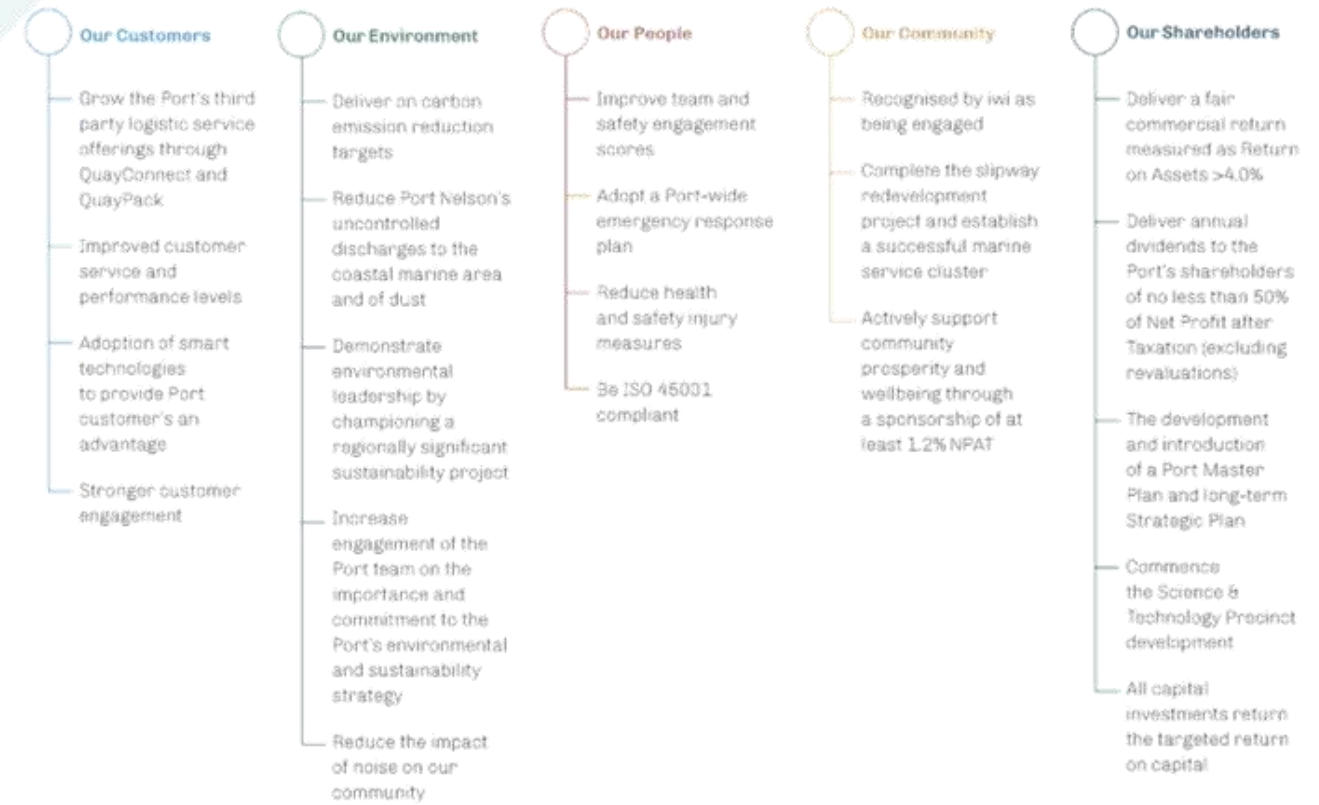 Our Customers
Grow the Port's third
party logistic service
offerings through
QuayConnect and
QuayPack
Improved customer
service and
performance levels
Adoption of smart
technologies
to provide Port
customer's an
advantage
Stronger customer
engagement
Our Environment
Deliver on carbon
emission reduction
targets
Reduce Port Nelson's
uncontrolled
discharges to the
coastal marine area
and of dust
Demonstrate
environmental
leadership by
championing a
regionally significant
sustainability project
Increase
engagement of the
Port team on the
importance and
commitment to the
Port's environmental
and sustainability
strategy
Reduce the impact
of noise on our
community
Our People
Improve team and
safety engagement
scores
Adopt a Port-wide
emergency response
plan
Reduce health
and safety injury
measures
Be ISO 45001
compliant
Our Community
Recognised by iwi as
being engaged
Complete the slipway
redevelopment
project and establish
a successful marine
service cluster
Actively support
community
prosperity and
wellbeing through
a sponsorship of at
least 1.2% NPAT
Our Shareholders
Deliver a fair
commercial return
measured as Return
on Assets >4.0%
Deliver annual
dividends to the
Port's shareholders
of no less than 50%
of Net Profit after
Taxation (excluding
revaluations)
The development
and introduction
of a Port Master
Plan and long-term
Strategic Plan
Commence
the Science &
Technology Precinct
development
All capital
investments return
the targeted return
on capital